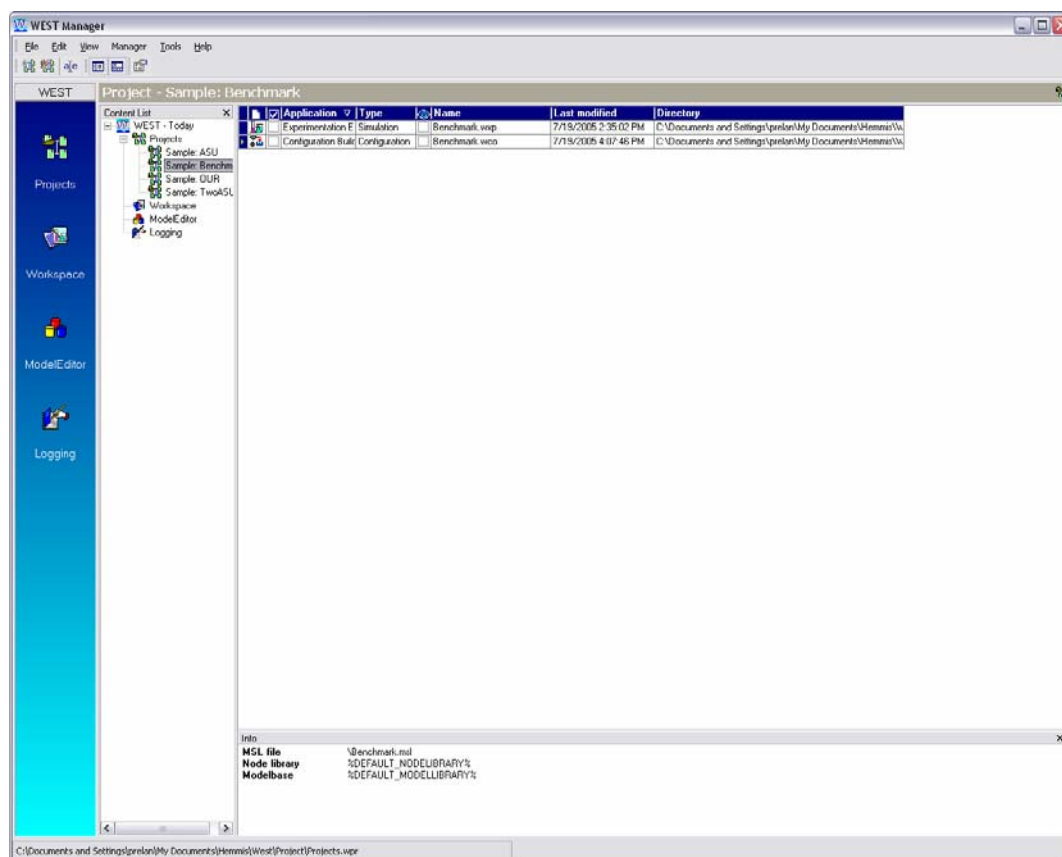 WEST Manager
File Edit View Manager Tools Help
WEST
Project - Sample: Benchmark
Projects
Workspace
ModelEditor
Logging
Content List
WEST - Today
Projects
Sample: ASU
Sample: Benchm
Sample: OUR
Sample: TwoASU
Workspace
ModelEditor
Logging
Application Type Name Last modified Directory
Experimentation E Simulation Benchmark.wxp 7/19/2005 2:35:02 PM C:\Documents and Settings\prelan\My Documents\Hemmis\W
Configuration Buil Configuration Benchmark.wco 7/19/2005 4:07:46 PM C:\Documents and Settings\prelan\My Documents\Hemmis\W
Info
MSL file \Benchmark.msl
Node library %DEFAULT_NODELIBRARY%
Modelbase %DEFAULT_MODELLIBRARY%
C:\Documents and Settings\prelan\My Documents\Hemmis\West\Project\Projects.wpr